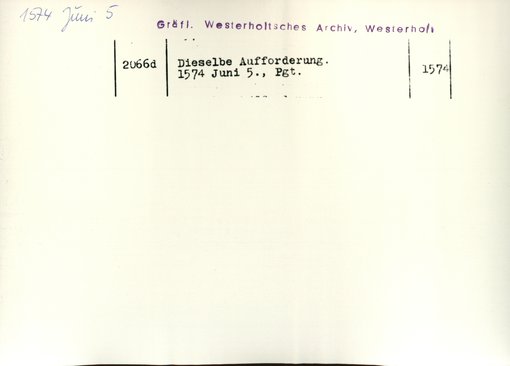 1574 Juni 5
Gräfl. Westerholtsches Archiv, Westerholt
2066d Dieselbe Aufforderung. 1574
1574 Juni 5., Pgt.